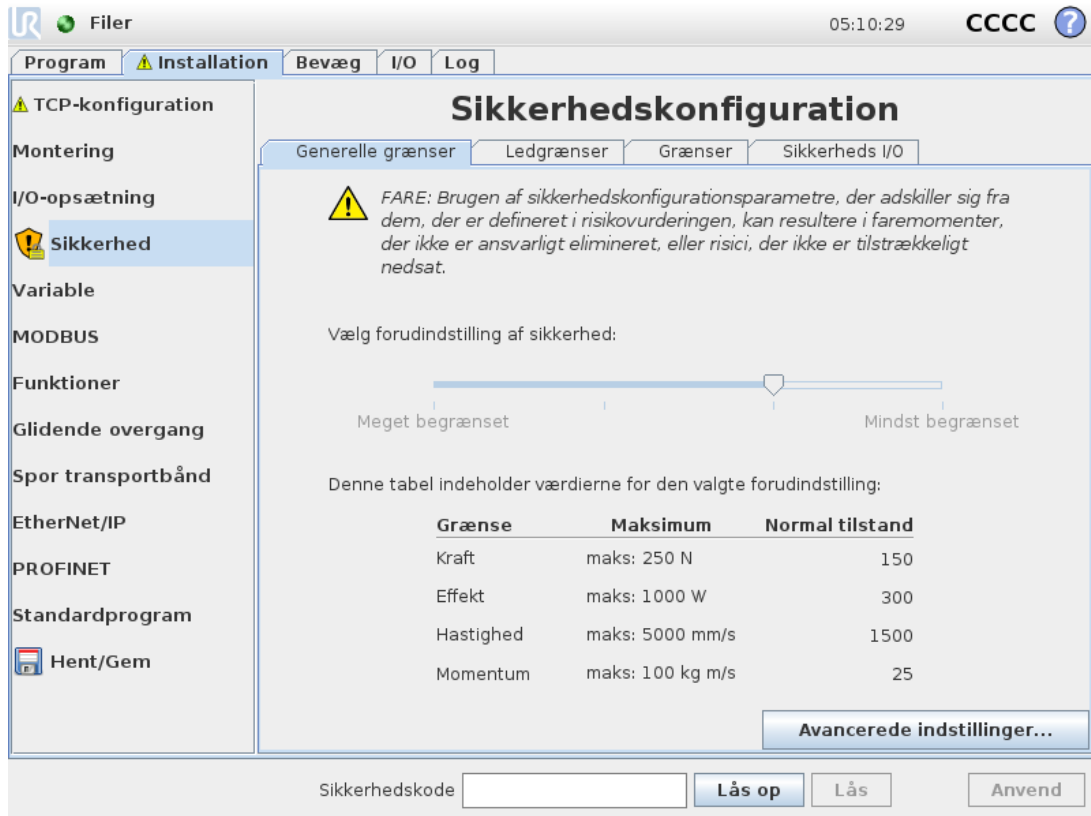 UR Filer 05:10:29 CCCC ?
Program Installation Bevæg I/O Log
TCP-konfiguration
Montering
I/O-opsætning
Sikkerhed
Variable
MODBUS
Funktioner
Glidende overgang
Spor transportbånd
EtherNet/IP
PROFINET
Standardprogram
Hent/Gem
Sikkerhedskonfiguration
Generelle grænser Ledgrænser Grænser Sikkerheds I/O
FARE: Brugen af sikkerhedskonfigurationsparametre, der adskiller sig fra
dem, der er defineret i risikovurderingen, kan resultere i faremomenter,
der ikke er ansvarligt elimineret, eller risici, der ikke er tilstrækkeligt
nedsat.
Vælg forudindstilling af sikkerhed:
Meget begrænset Mindst begrænset
Denne tabel indeholder værdierne for den valgte forudindstilling:
Grænse Maksimum Normal tilstand
Kraft maks: 250 N 150
Effekt maks: 1000 W 300
Hastighed maks: 5000 mm/s 1500
Momentum maks: 100 kg m/s 25
Avancerede indstillinger...
Sikkerhedskode Lås op Lås Anvend